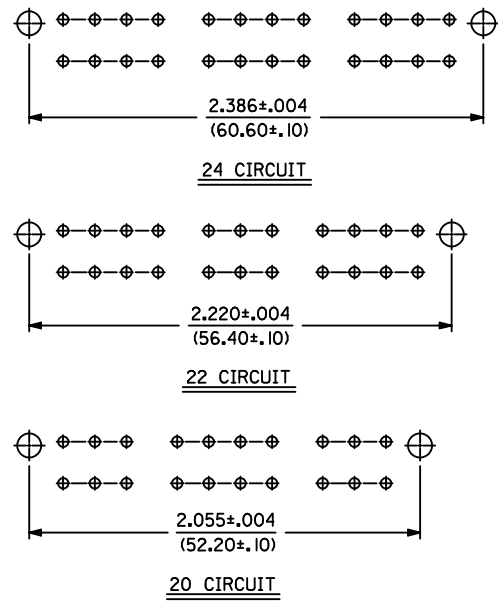 2.386±.004
(60.60±.10)
24 CIRCUIT
2.220±.004
(56.40±.10)
22 CIRCUIT
2.055±.004
(52.20±.10)
20 CIRCUIT